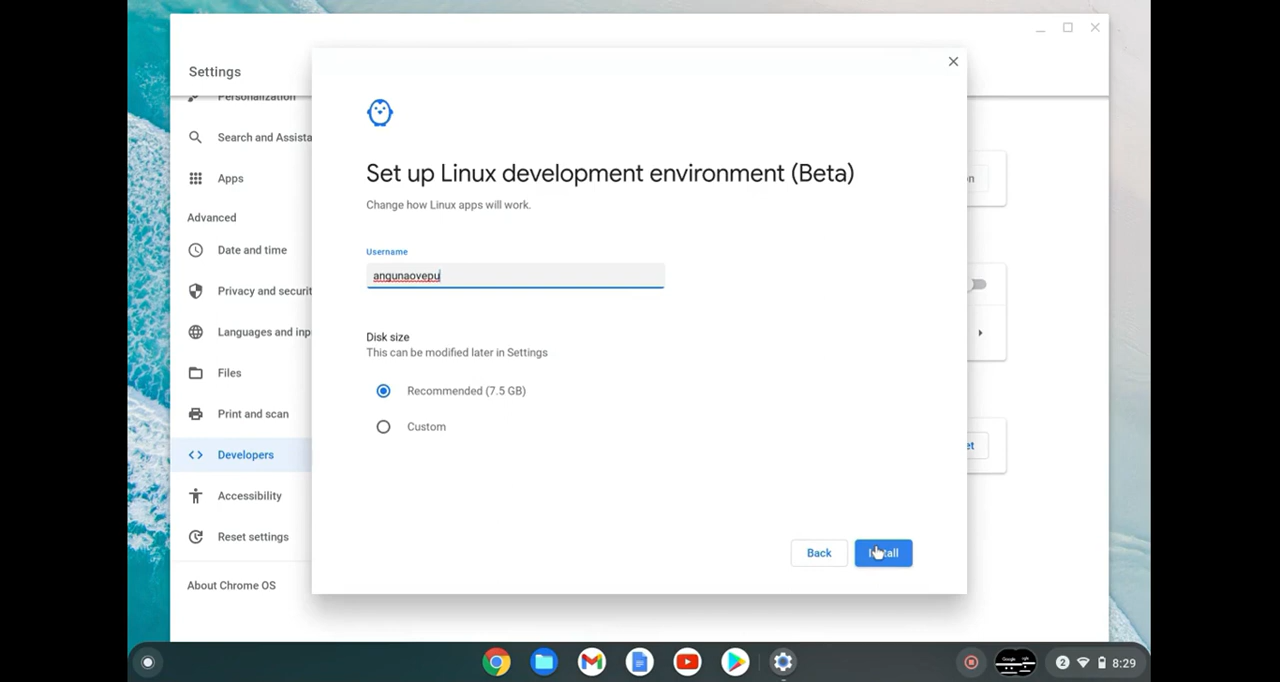 Settings
Personalization
Search and Assista
Apps
Advanced
Date and time
Privacy and securit
Languages and inp
Files
Print and scan
Developers
Accessibility
Reset settings
About Chrome OS
Set up Linux development environment (Beta)
Change how Linux apps will work.
Username
angunaovepu
Disk size
This can be modified later in Settings
Recommended (7.5 GB)
Custom
Back
Install
n
et
2
8:29